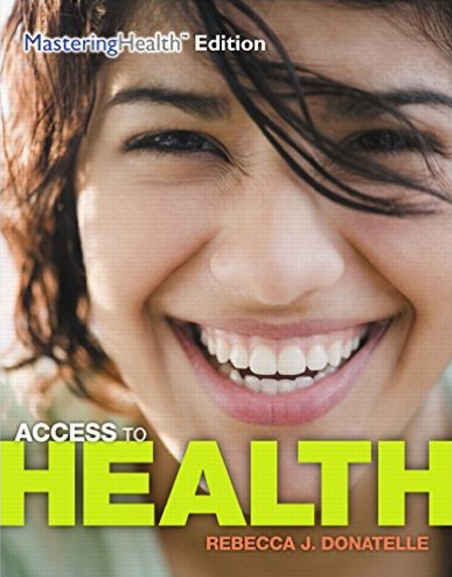 MasteringHealth™ Edition
ACCESS TO
HEALTH
REBECCA J. DONATELLE